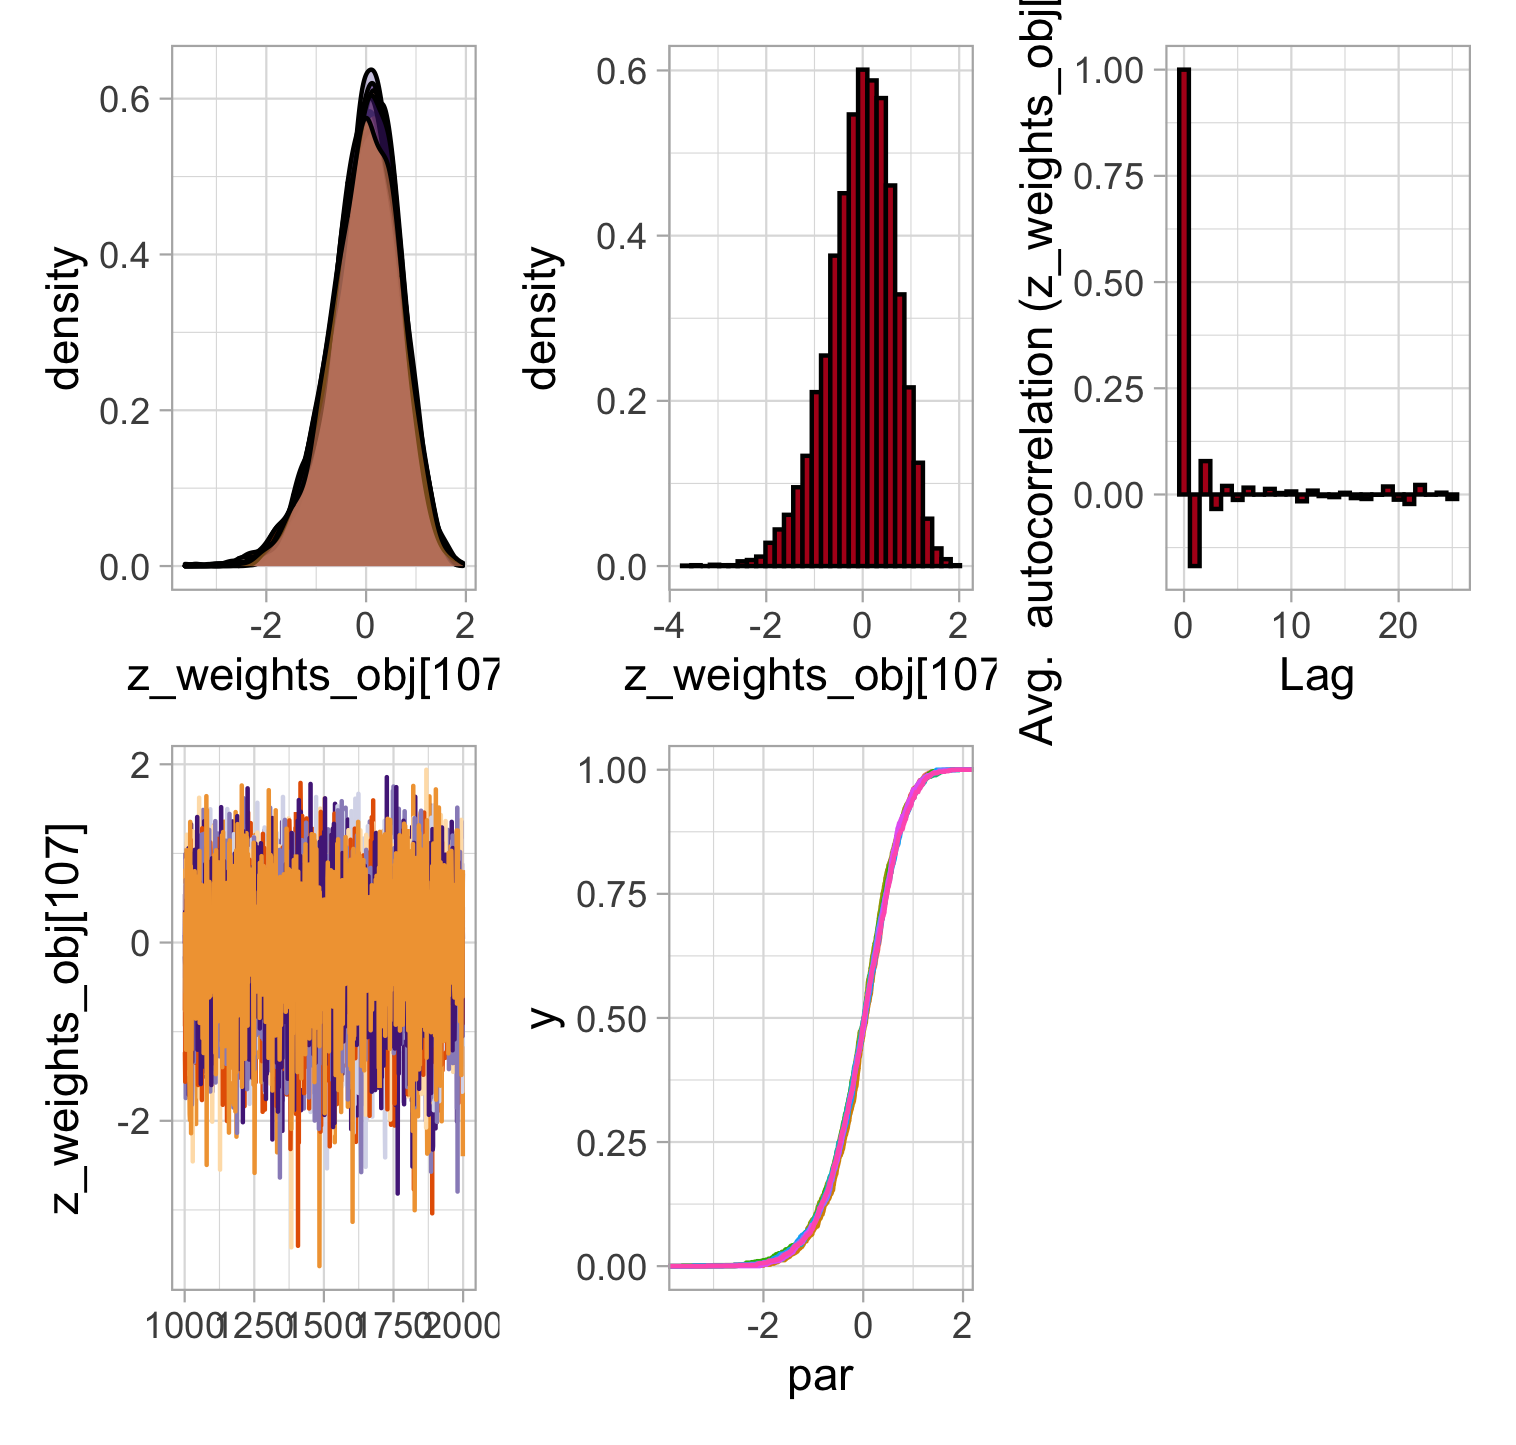 density
0.6
0.4
0.2
0.0
-2 0 2
z_weights_obj[107
density
0.6
0.4
0.2
0.0
-4 -2 0 2
z_weights_obj[107
Avg. autocorrelation (z_weights_obj[
1.00
0.75
0.50
0.25
0.00
0 10 20
Lag
z_weights_obj[107]
2
0
-2
1000 1250 1500 1750 2000
y
1.00
0.75
0.50
0.25
0.00
-2 0 2
par